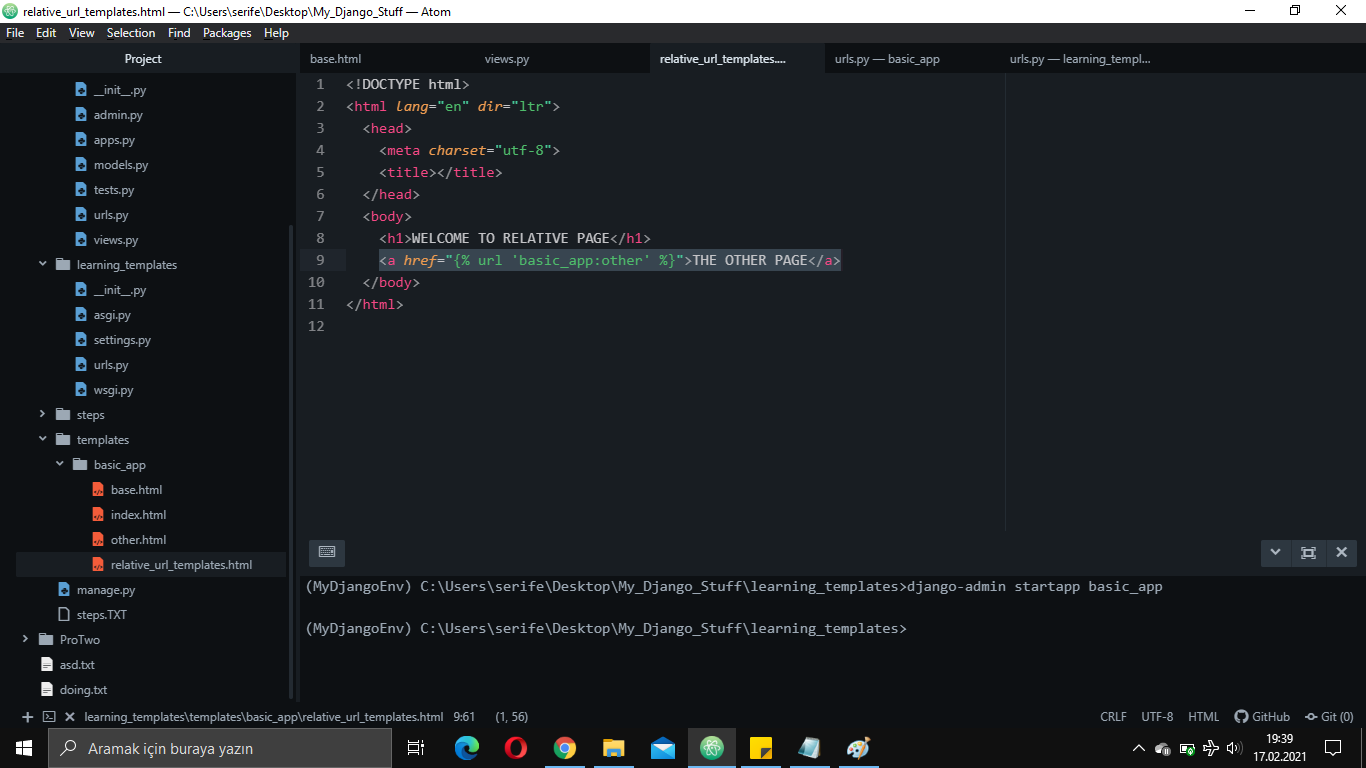 relative_url_templates.html — C:\Users\serife\Desktop\My_Django_Stuff — Atom
File Edit View Selection Find Packages Help
Project
__init__.py
admin.py
apps.py
models.py
tests.py
urls.py
views.py
learning_templates
__init__.py
asgi.py
settings.py
urls.py
wsgi.py
steps
templates
basic_app
base.html
index.html
other.html
relative_url_templates.html
manage.py
steps.TXT
ProTwo
asd.txt
doing.txt
base.html views.py relative_url_templates.... urls.py — basic_app urls.py — learning_templ...
1 <!DOCTYPE html>
2 <html lang="en" dir="ltr">
3 <head>
4 <meta charset="utf-8">
5 <title></title>
6 </head>
7 <body>
8 <h1>WELCOME TO RELATIVE PAGE</h1>
9 <a href="{% url 'basic_app:other' %}">THE OTHER PAGE</a>
10 </body>
11 </html>
12
(MyDjangoEnv) C:\Users\serife\Desktop\My_Django_Stuff\learning_templates>django-admin startapp basic_app
(MyDjangoEnv) C:\Users\serife\Desktop\My_Django_Stuff\learning_templates>
learning_templates\templates\basic_app\relative_url_templates.html 9:61 (1, 56) CRLF UTF-8 HTML GitHub Git (0)
Aramak için buraya yazın
19:39
17.02.2021